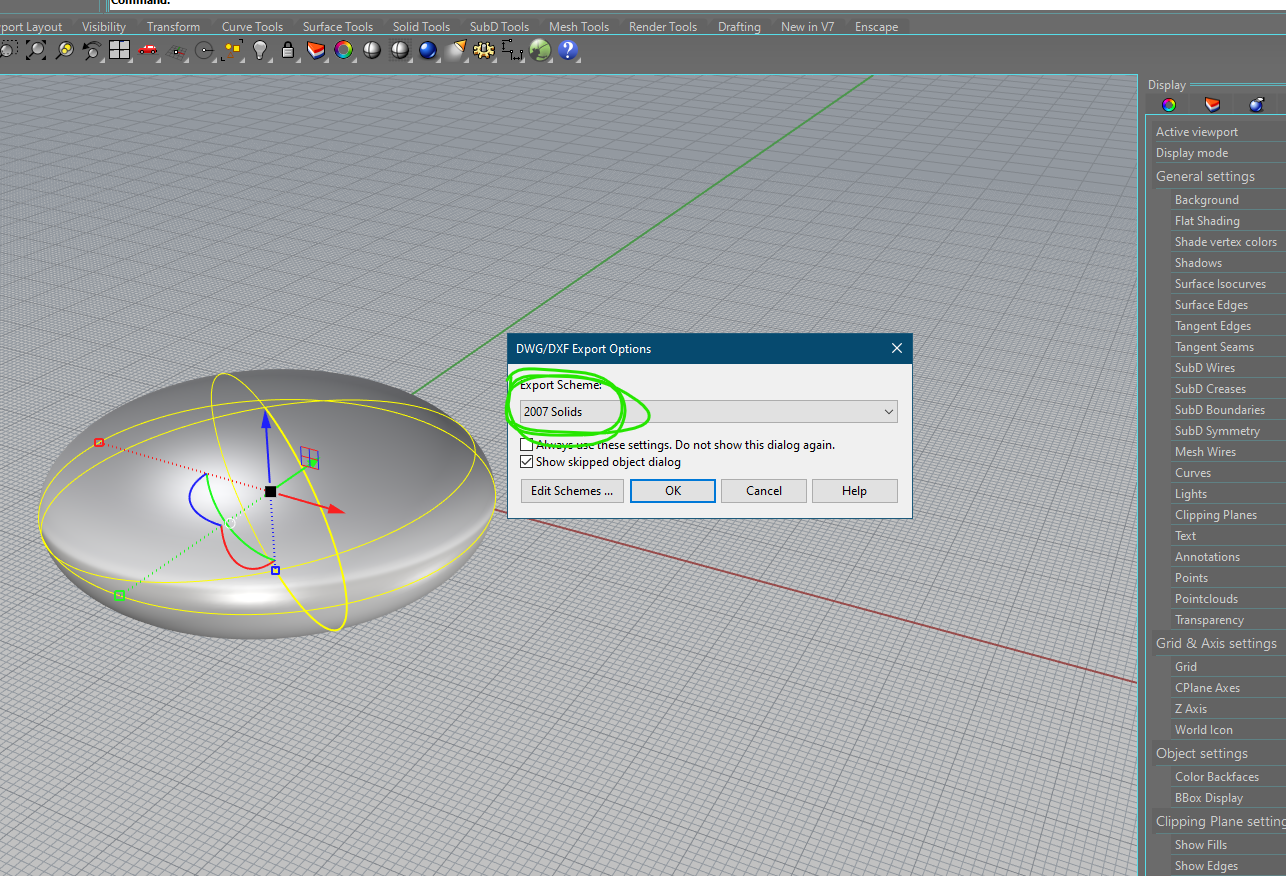 Command:
port Layout Visibility Transform Curve Tools Surface Tools Solid Tools SubD Tools Mesh Tools Render Tools Drafting New in V7 Enscape
Display
Active viewport
Display mode
General settings
Background
Flat Shading
Shade vertex colors
Shadows
Surface Isocurves
Surface Edges
Tangent Edges
Tangent Seams
SubD Wires
SubD Creases
SubD Boundaries
SubD Symmetry
Mesh Wires
Curves
Lights
Clipping Planes
Text
Annotations
Points
Pointclouds
Transparency
Grid & Axis settings
Grid
CPlane Axes
Z Axis
World Icon
Object settings
Color Backfaces
BBox Display
Clipping Plane setting
Show Fills
Show Edges
DWG/DXF Export Options
Export Scheme:
2007 Solids
Always use these settings. Do not show this dialog again.
Show skipped object dialog
Edit Schemes ... OK Cancel Help